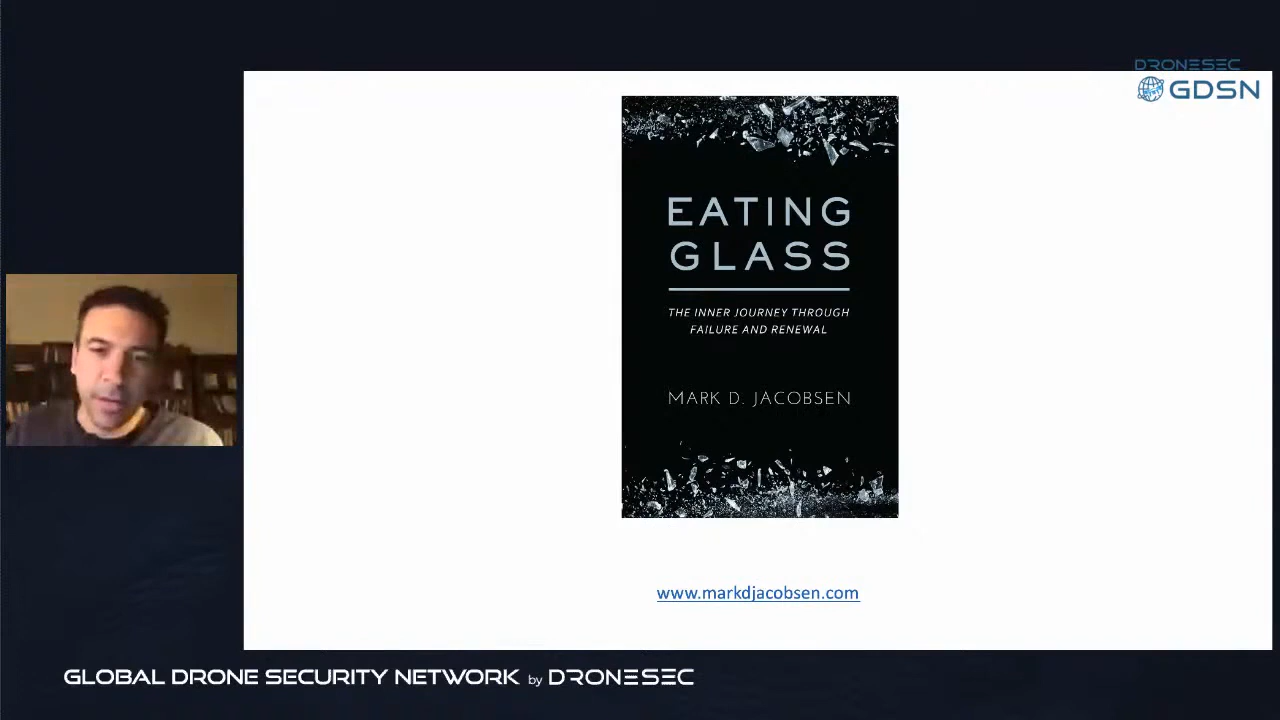 DRONESEC
GDSN
EATING
GLASS
THE INNER JOURNEY THROUGH
FAILURE AND RENEWAL
MARK D. JACOBSEN
www.markdjacobsen.com
GLOBAL DRONE SECURITY NETWORK by DRONESEC